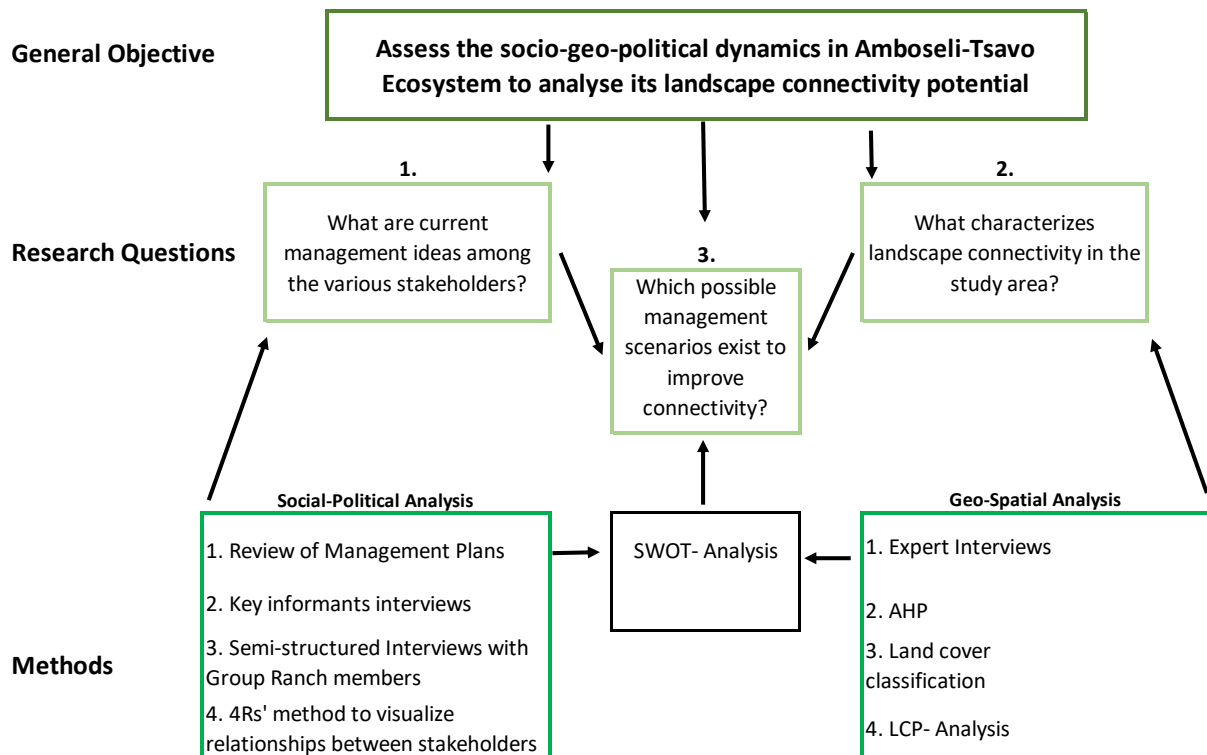 General Objective
Assess the socio-geo-political dynamics in Amboseli-Tsavo
Ecosystem to analyse its landscape connectivity potential
Research Questions
1.
What are current
management ideas among
the various stakeholders?
2.
What characterizes
landscape connectivity in the
study area?
3.
Which possible
management
scenarios exist to
improve
connectivity?
Methods
Social-Political Analysis
1. Review of Management Plans
2. Key informants interviews
3. Semi-structured Interviews with
Group Ranch members
4. 4Rs' method to visualize
relationships between stakeholders
SWOT- Analysis
Geo-Spatial Analysis
1. Expert Interviews
2. AHP
3. Land cover
classification
4. LCP- Analysis